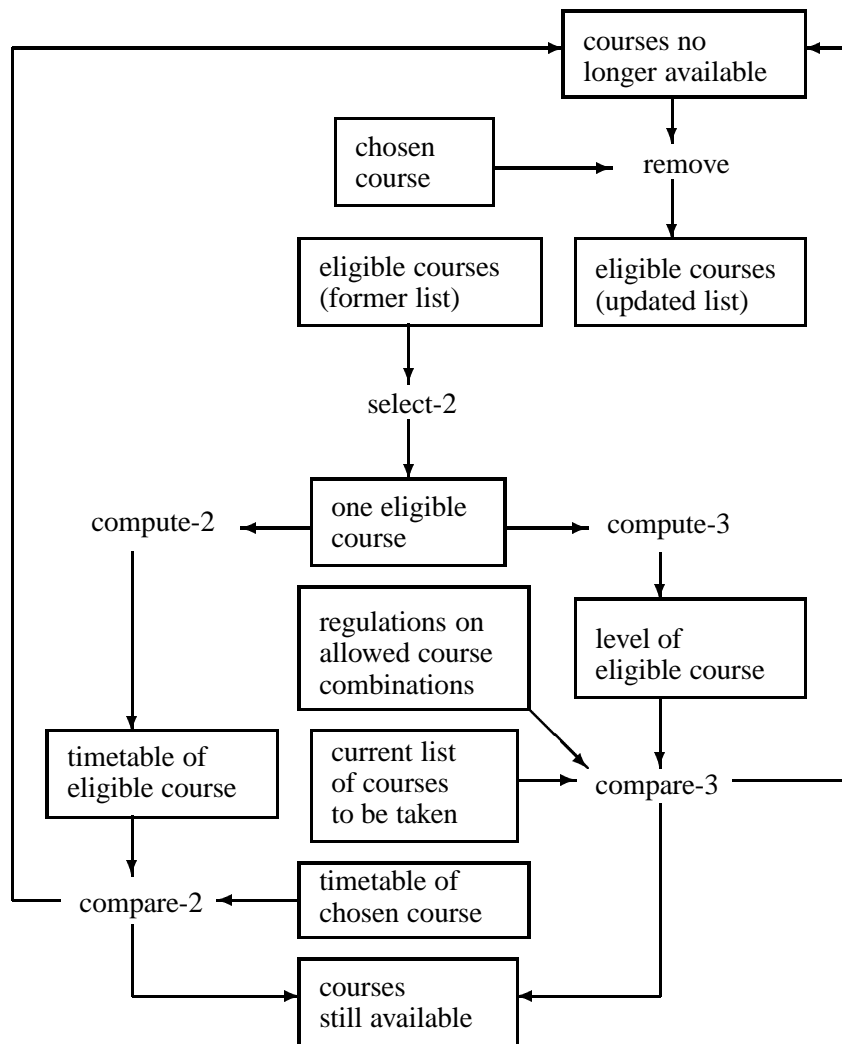 courses no
longer available
chosen
course
remove
eligible courses
(former list)
eligible courses
(updated list)
select-2
compute-2
one eligible
course
compute-3
regulations on
allowed course
combinations
level of
eligible course
timetable of
eligible course
current list
of courses
to be taken
compare-3
compare-2
timetable of
chosen course
courses
still available